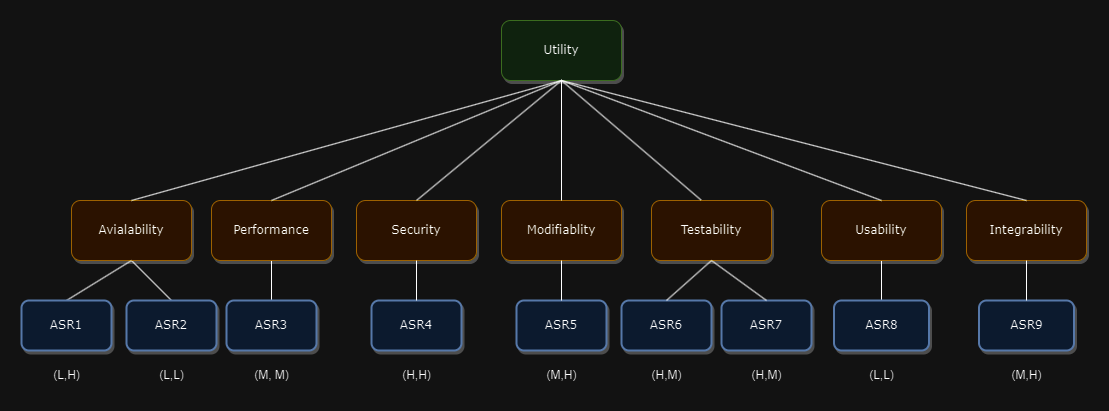 Utility
Avialability
Performance
Security
Modifiablity
Testability
Usability
Integrability
ASR1
ASR2
ASR3
ASR4
ASR5
ASR6
ASR7
ASR8
ASR9
(L,H)
(L,L)
(M, M)
(H,H)
(M,H)
(H,M)
(H,M)
(L,L)
(M,H)